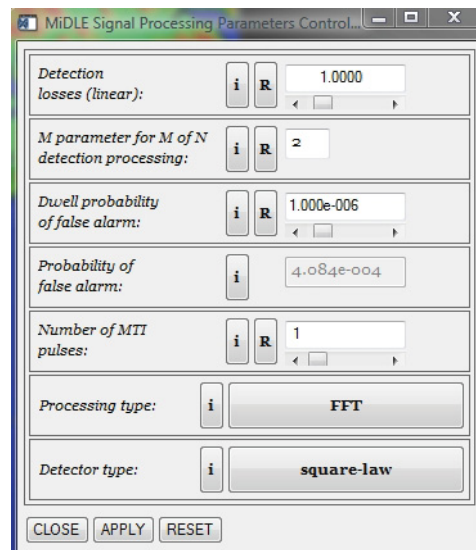 MiDLE Signal Processing Parameters Control...
Detection
losses (linear):
i R
1.0000
M parameter for M of N
detection processing:
i R
2
Dwell probability
of false alarm:
i R
1.000e-006
Probability of
false alarm:
i
4.084e-004
Number of MTI
pulses:
i R
1
Processing type:
i
FFT
Detector type:
i
square-law
CLOSE APPLY RESET